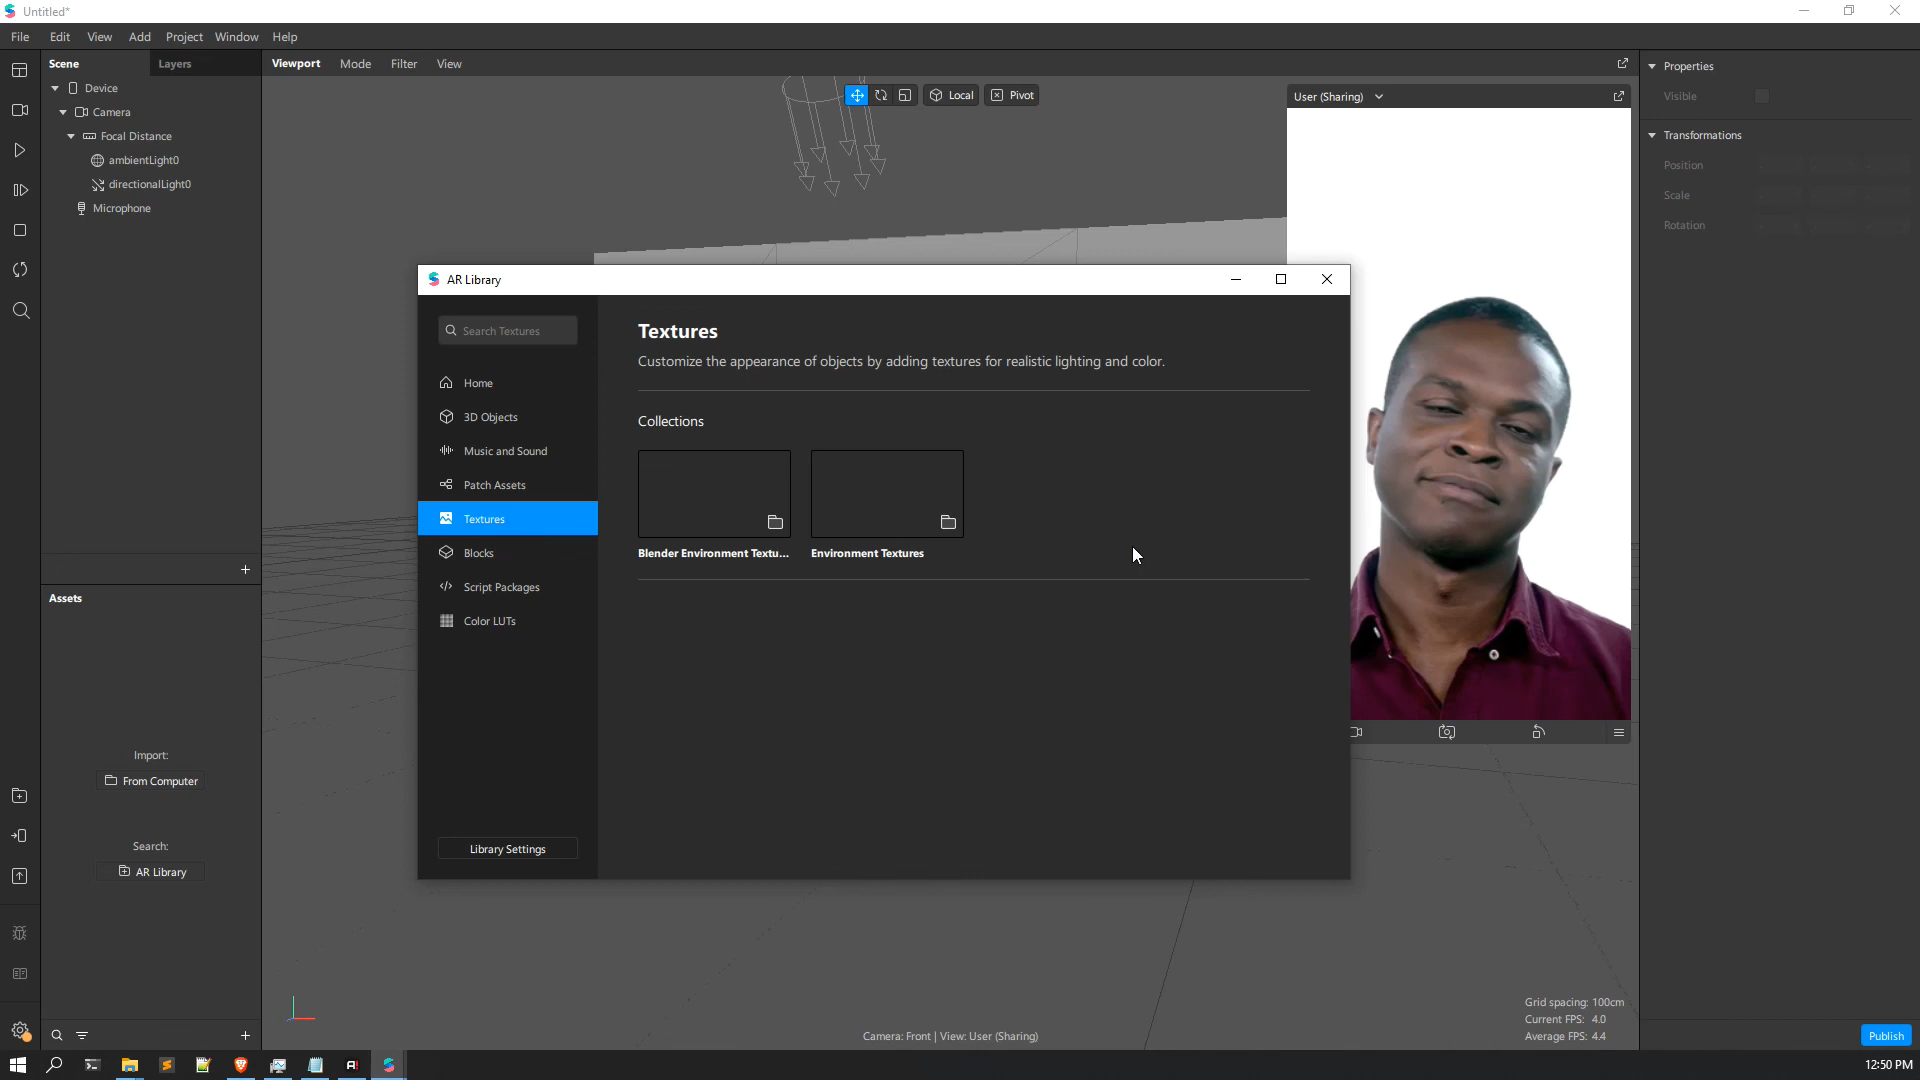 Untitled*
File Edit View Add Project Window Help
Scene Layers
Viewport Mode Filter View
Properties
Device
Local Pivot
User (Sharing)
Visible
Camera
Focal Distance
Transformations
ambientLight0
Position
directionalLight0
Scale
Microphone
Rotation
AR Library
Search Textures
Textures
Customize the appearance of objects by adding textures for realistic lighting and color.
Home
3D Objects
Collections
Music and Sound
Patch Assets
Textures
Blocks
Blender Environment Textu... Environment Textures
Script Packages
Color LUTs
Library Settings
Assets
Import:
From Computer
Search:
AR Library
Grid spacing: 100cm
Current FPS: 4.0
Average FPS: 4.4
Camera: Front | View: User (Sharing)
Publish
12:50 PM